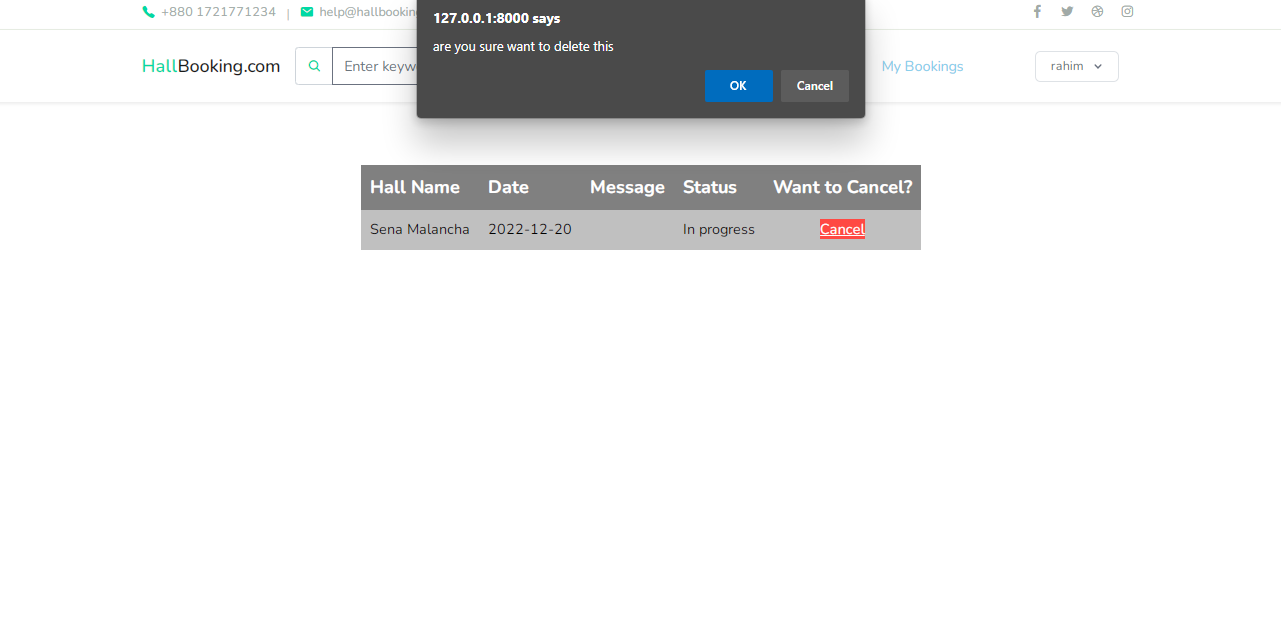 +880 1721771234 | help@hallbookin
127.0.0.1:8000 says
are you sure want to delete this
OK Cancel
HallBooking.com
Enter keyw
My Bookings
rahim
Hall Name Date Message Status Want to Cancel?
Sena Malancha 2022-12-20 In progress Cancel